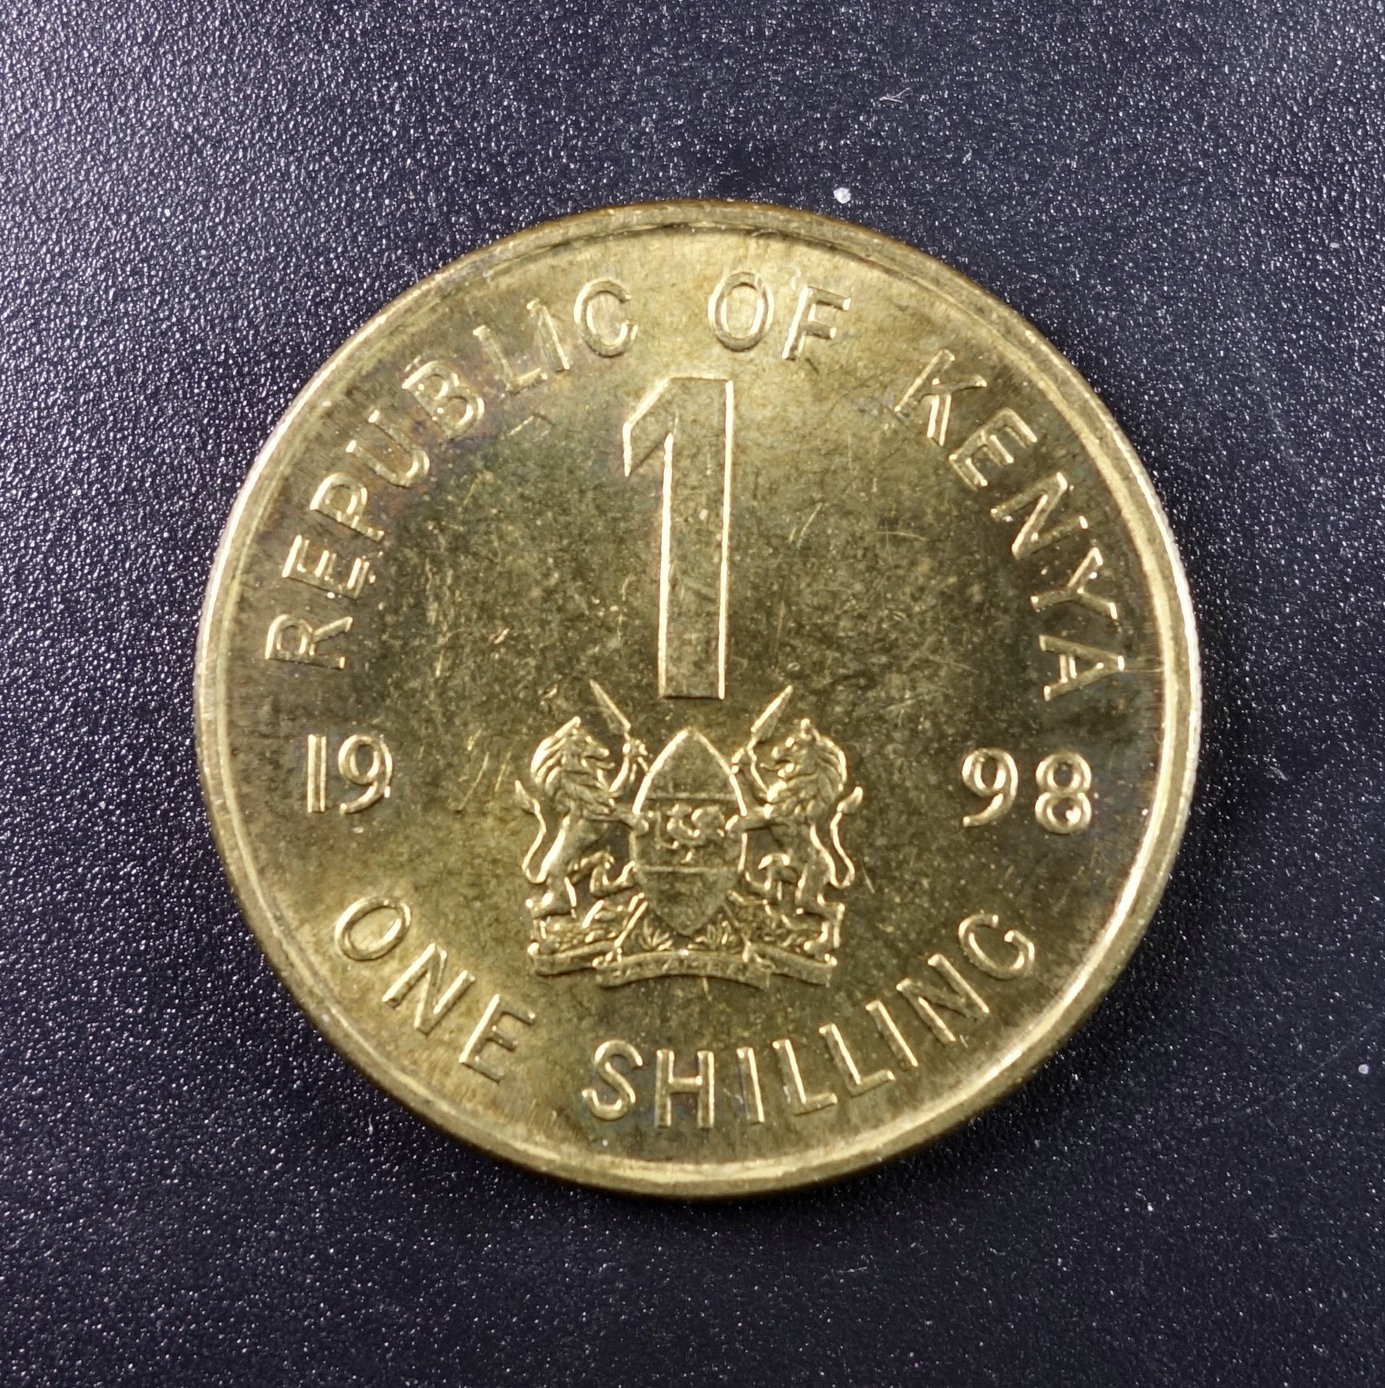 REPUBLIC OF KENYA
1
19 98
ONE SHILLING